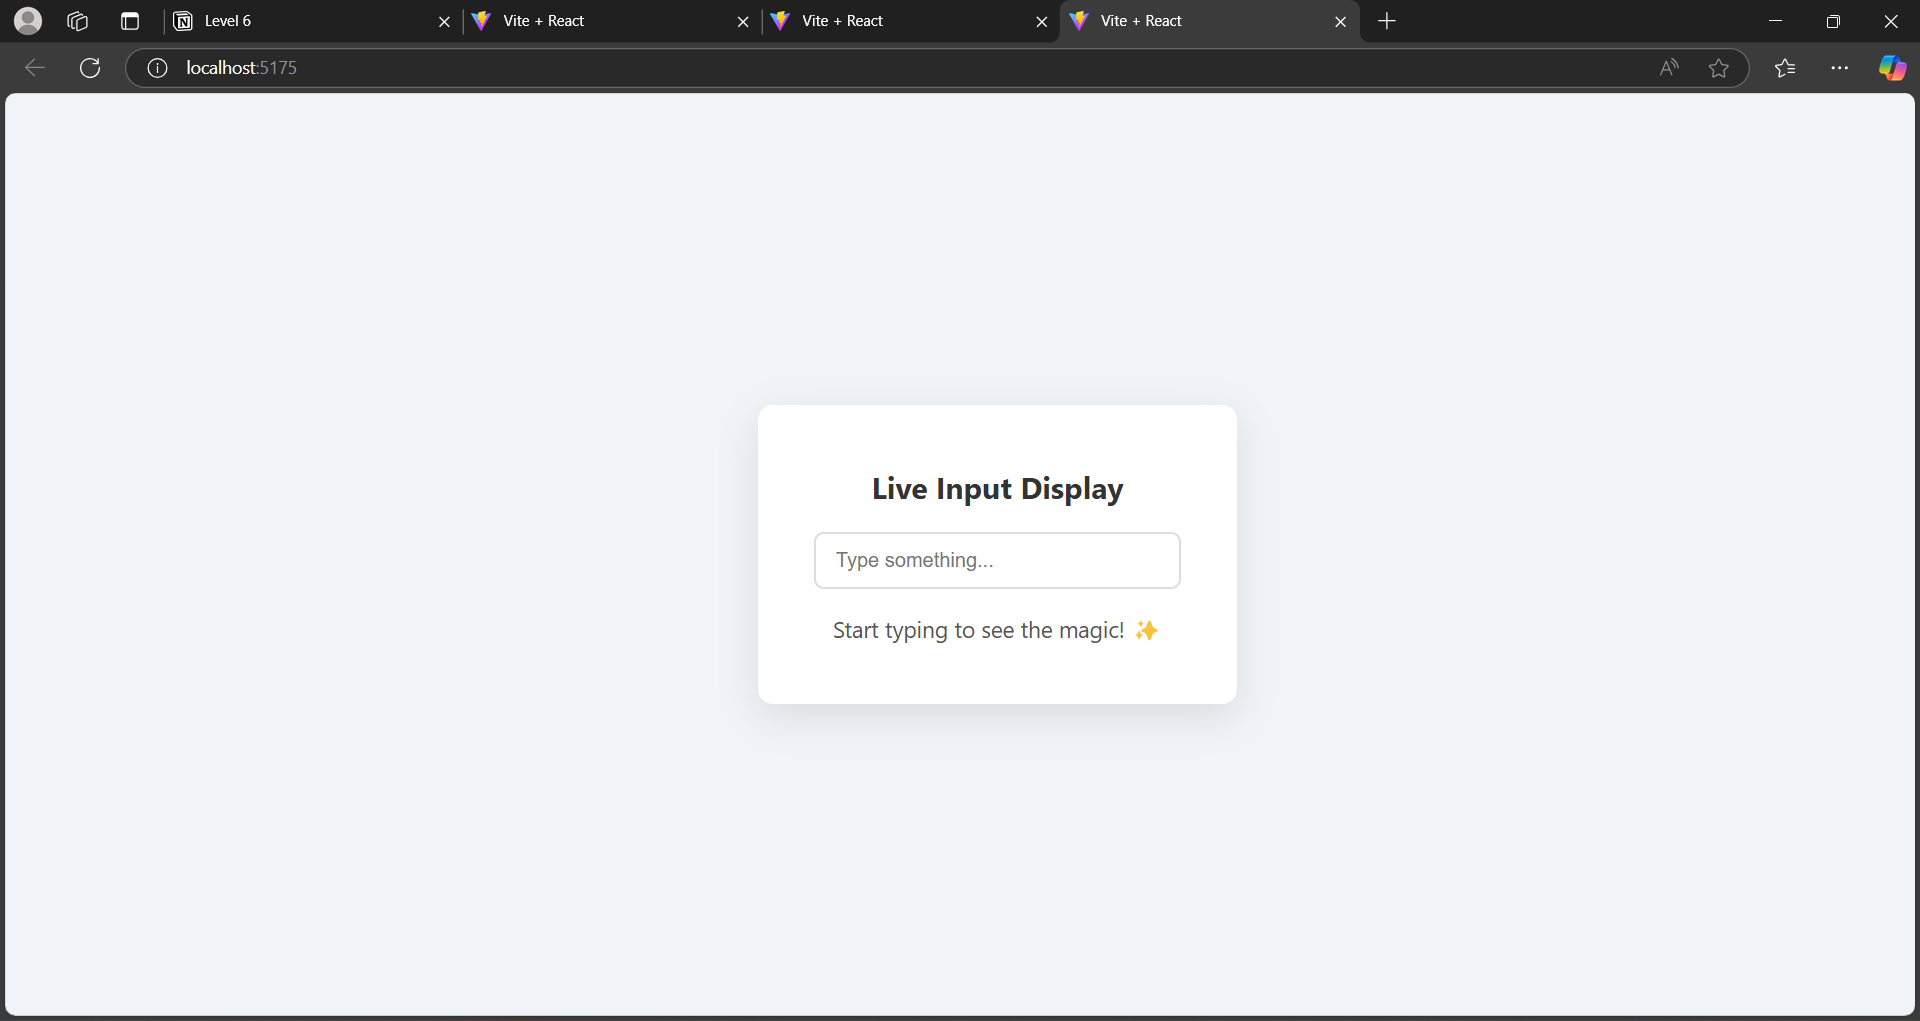 Level 6
Vite + React
Vite + React
Vite + React
localhost:5175
Live Input Display
Type something...
Start typing to see the magic! ✨